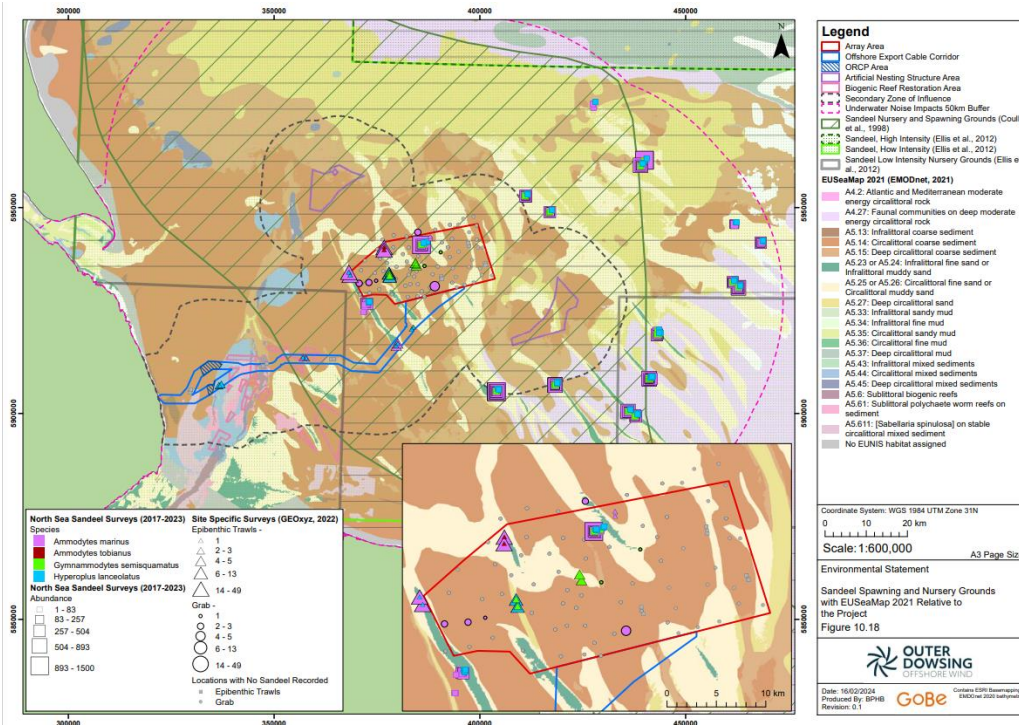 300000
350000
400000
450000
N
5950000
5950000
5900000
5900000
5850000
5850000
300000
350000
400000
450000
Legend
Array Area
Offshore Export Cable Corridor
ORCP Area
Artificial Nesting Structure Area
Biogenic Reef Restoration Area
Secondary Zone of Influence
Underwater Noise Impacts 50km Buffer
Sandeel Nursery and Spawning Grounds (Coull
et al., 1998)
Sandeel, High Intensity (Ellis et al., 2012)
Sandeel, How Intensity (Ellis et al., 2012)
Sandeel Low Intensity Nursery Grounds (Ellis e
al., 2012)
EUSeaMap 2021 (EMODnet, 2021)
A4.2: Atlantic and Mediterranean moderate
energy circalittoral rock
A4.27: Faunal communities on deep moderate
energy circalittoral rock
A5.13: Infralittoral coarse sediment
A5.14: Circalittoral coarse sediment
A5.15: Deep circalittoral coarse sediment
A5.23 or A5.24: Infralittoral fine sand or
Infralittoral muddy sand
A5.25 or A5.26: Circalittoral fine sand or
Circalittoral muddy sand
A5.27: Deep circalittoral sand
A5.33: Infralittoral sandy mud
A5.34: Infralittoral fine mud
A5.35: Circalittoral sandy mud
A5.36: Circalittoral fine mud
A5.37: Deep circalittoral mud
A5.43: Infralittoral mixed sediments
A5.44: Circalittoral mixed sediments
A5.45: Deep circalittoral mixed sediments
A5.6: Sublittoral biogenic reefs
A5.61: Sublittoral polychaete worm reefs on
sediment
A5.611: [Sabellaria spinulosa] on stable
circalittoral mixed sediment
No EUNIS habitat assigned
North Sea Sandeel Surveys (2017-2023)
Species
Ammodytes marinus
Ammodytes tobianus
Gymnammodytes semisquamatus
Hyperoplus lanceolatus
North Sea Sandeel Surveys (2017-2023)
Abundance
1 - 83
83 - 257
257 - 504
504 - 893
893 - 1500
Site Specific Surveys (GEOxyz, 2022)
Epibenthic Trawls -
1
2 - 3
4 - 5
6 - 13
14 - 49
Grab -
1
2 - 3
4 - 5
6 - 13
14 - 49
Locations with No Sandeel Recorded
Epibenthic Trawls
Grab
0 5 10 km
Coordinate System: WGS 1984 UTM Zone 31N
0 10 20 km
Scale:1:600,000
A3 Page Siz
Environmental Statement
Sandeel Spawning and Nursery Grounds
with EUSeaMap 2021 Relative to
the Project
Figure 10.18
OUTER
DOWSING
OFFSHORE WIND
Date: 16/02/2024
Produced By: BPHB
Revision: 0.1
GoBe
Contains ESRI Basemapping
EMODnet 2020 bathymet